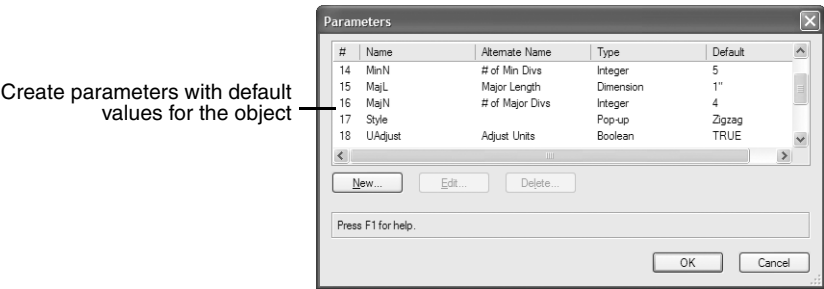 Create parameters with default
values for the object
Parameters
# Name Alternate Name Type Default
14 MinN # of Min Divs Integer 5
15 MajL Major Length Dimension 1"
16 MajN # of Major Divs Integer 4
17 Style Pop-up Zigzag
18 UAdjust Adjust Units Boolean TRUE
New... Edit... Delete...
Press F1 for help.
OK Cancel